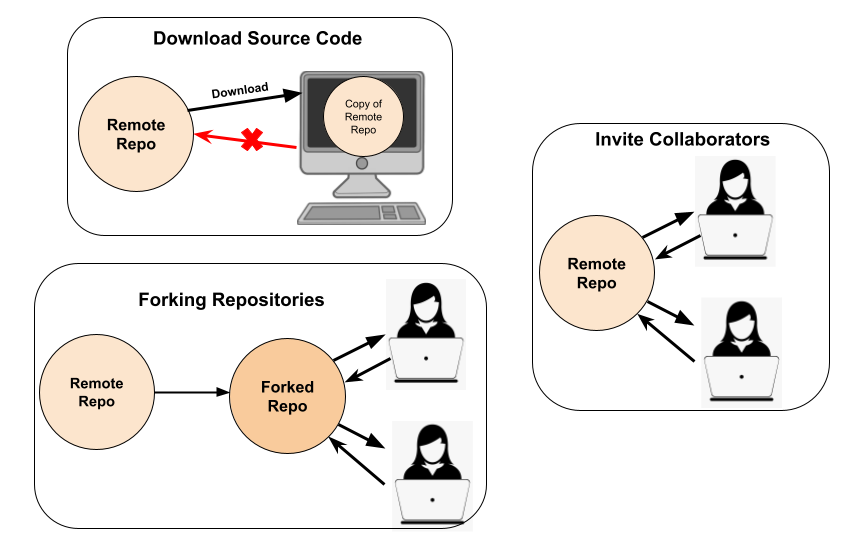 Download Source Code
Download
Remote
Repo
Copy of
Remote
Repo
Invite Collaborators
Remote
Repo
Forking Repositories
Remote
Repo
Forked
Repo